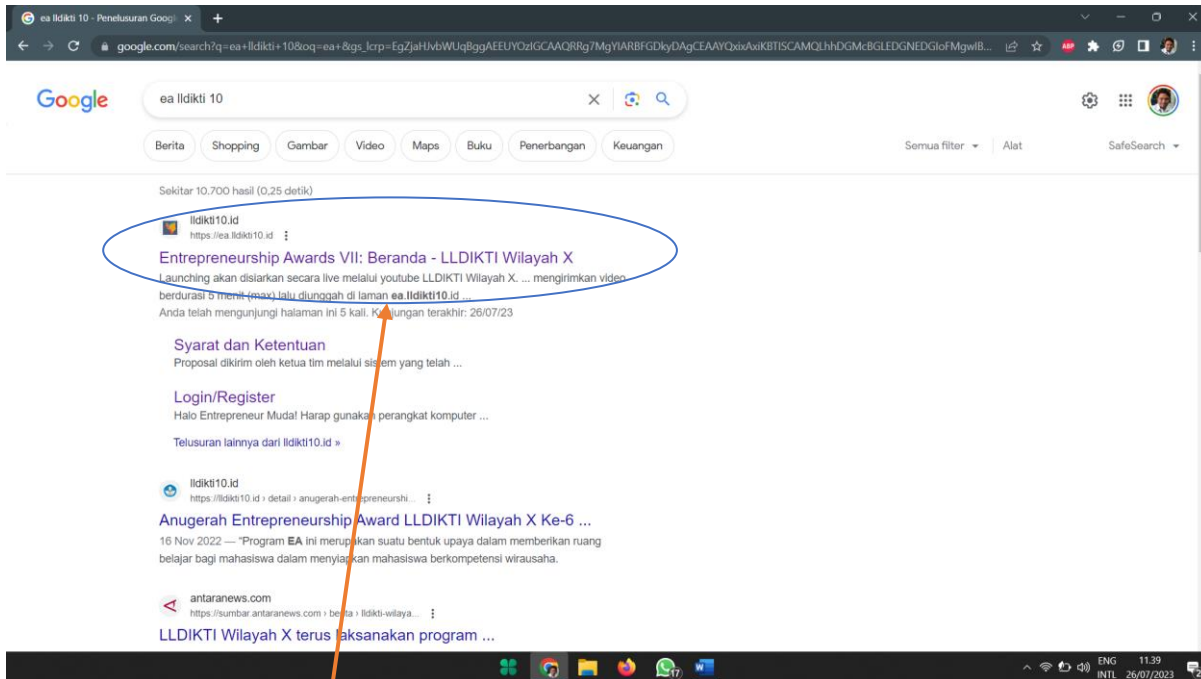 ea lldikti 10 - Penelusuran Googl
google.com/search?q=ea+lldikti+10&oq=ea+&gs_lcrp=EgZjaHJvbWUqBggAEEUYOzIGCAAQRRg7MgYIARBFGDkyDAgCEAAYQxixAxiKBTISCAMQLhhDGMcBGLEDGNEDGIoFMgwIB...
ABP
Google
ea lldikti 10
Berita Shopping Gambar Video Maps Buku Penerbangan Keuangan Semua filter Alat SafeSearch
Sekitar 10.700 hasil (0,25 detik)
lldikti10.id
https://ea.lldikti10.id
Entrepreneurship Awards VII: Beranda - LLDIKTI Wilayah X
Launching akan disiarkan secara live melalui youtube LLDIKTI Wilayah X. ... mengirimkan video
berdurasi 5 menit (max) lalu diunggah di laman ea.lldikti10.id ...
Anda telah mengunjungi halaman ini 5 kali. Kunjungan terakhir: 26/07/23
Syarat dan Ketentuan
Proposal dikirim oleh ketua tim melalui sistem yang telah ...
Login/Register
Halo Entrepreneur Muda! Harap gunakan perangkat komputer ...
Telusuran lainnya dari lldikti10.id »
lldikti10.id
https://lldikti10.id › detail › anugerah-entrepreneurshi...
Anugerah Entrepreneurship Award LLDIKTI Wilayah X Ke-6 ...
16 Nov 2022 — "Program EA ini merupakan suatu bentuk upaya dalam memberikan ruang
belajar bagi mahasiswa dalam menyiapkan mahasiswa berkompetensi wirausaha.
antaranews.com
https://sumbar.antaranews.com › berita › lldikti-wilaya...
LLDIKTI Wilayah X terus laksanakan program ...
17
ENG 11.39
INTL 26/07/2023
2